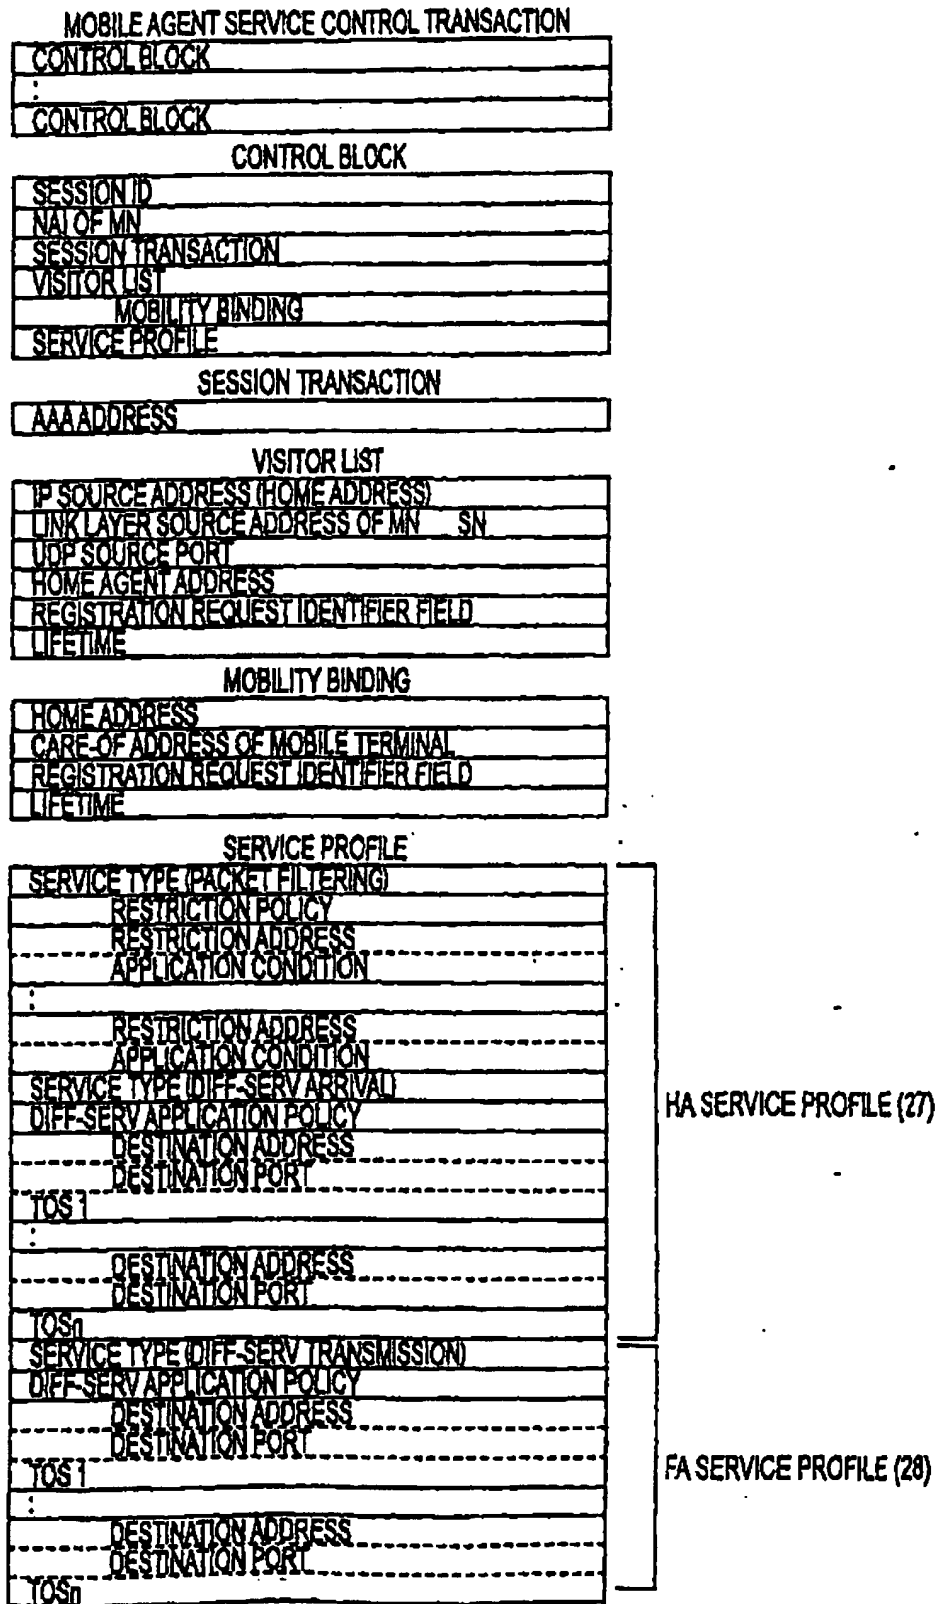 MOBILE AGENT SERVICE CONTROL TRANSACTION
CONTROL BLOCK
:
CONTROL BLOCK
CONTROL BLOCK
SESSION ID
NAI OF MN
SESSION TRANSACTION
VISITOR LIST
MOBILITY BINDING
SERVICE PROFILE
SESSION TRANSACTION
AAA ADDRESS
VISITOR LIST
IP SOURCE ADDRESS (HOME ADDRESS)
LINK LAYER SOURCE ADDRESS OF MN SN
UDP SOURCE PORT
HOME AGENT ADDRESS
REGISTRATION REQUEST IDENTIFIER FIELD
LIFETIME
MOBILITY BINDING
HOME ADDRESS
CARE-OF ADDRESS OF MOBILE TERMINAL
REGISTRATION REQUEST IDENTIFIER FIELD
LIFETIME
SERVICE PROFILE
SERVICE TYPE (PACKET FILTERING)
RESTRICTION POLICY
RESTRICTION ADDRESS
APPLICATION CONDITION
:
RESTRICTION ADDRESS
APPLICATION CONDITION
SERVICE TYPE (DIFF-SERV ARRIVAL)
DIFF-SERV APPLICATION POLICY
DESTINATION ADDRESS
DESTINATION PORT
TOS 1
:
DESTINATION ADDRESS
DESTINATION PORT
TOSn
HA SERVICE PROFILE (27)
SERVICE TYPE (DIFF-SERV TRANSMISSION)
DIFF-SERV APPLICATION POLICY
DESTINATION ADDRESS
DESTINATION PORT
TOS 1
:
DESTINATION ADDRESS
DESTINATION PORT
TOSn
FA SERVICE PROFILE (28)